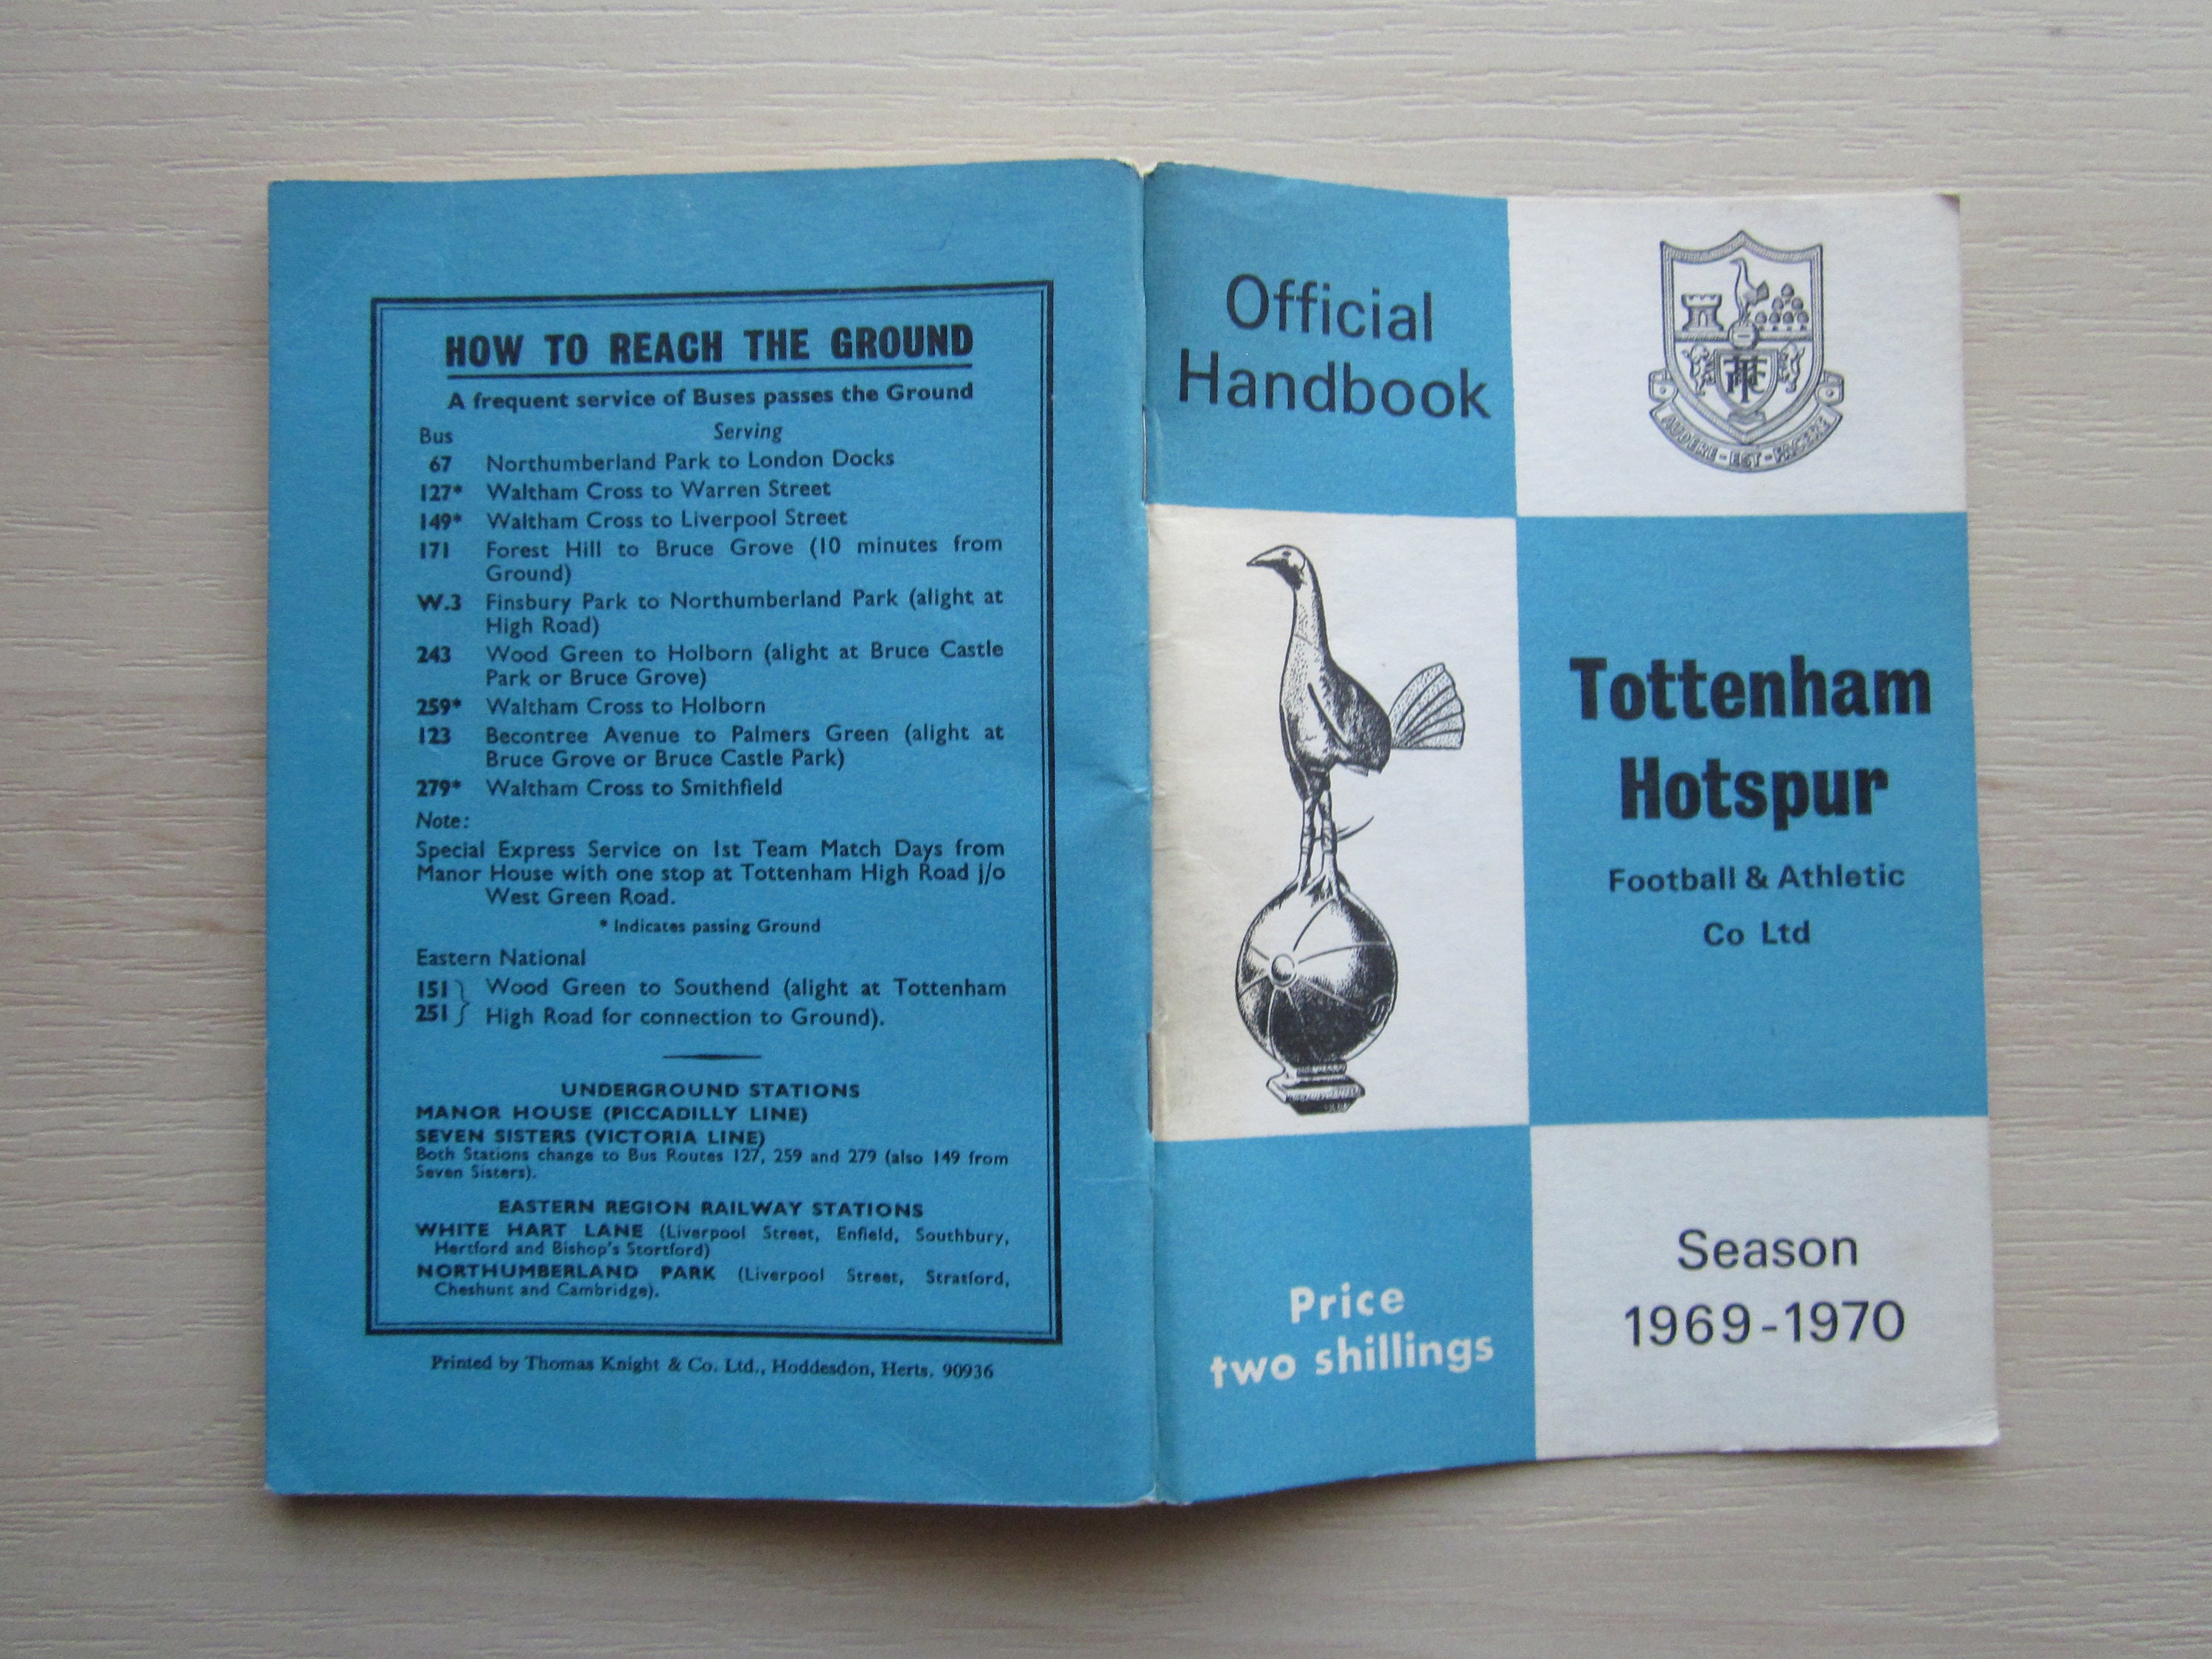 HOW TO REACH THE GROUND
A frequent service of Buses passes the Ground
Bus Serving
67 Northumberland Park to London Docks
127* Waltham Cross to Warren Street
149* Waltham Cross to Liverpool Street
171 Forest Hill to Bruce Grove (10 minutes from
Ground)
W.3 Finsbury Park to Northumberland Park (alight at
High Road)
243 Wood Green to Holborn (alight at Bruce Castle
Park or Bruce Grove)
259* Waltham Cross to Holborn
123 Becontree Avenue to Palmers Green (alight at
Bruce Grove or Bruce Castle Park)
279* Waltham Cross to Smithfield
Note:
Special Express Service on 1st Team Match Days from
Manor House with one stop at Tottenham High Road j/o
West Green Road.
* Indicates passing Ground
Eastern National
151 } Wood Green to Southend (alight at Tottenham
251 } High Road for connection to Ground).
UNDERGROUND STATIONS
MANOR HOUSE (PICCADILLY LINE)
SEVEN SISTERS (VICTORIA LINE)
Both Stations change to Bus Routes 127, 259 and 279 (also 149 from
Seven Sisters).
EASTERN REGION RAILWAY STATIONS
WHITE HART LANE (Liverpool Street, Enfield, Southbury,
Hertford and Bishop's Stortford)
NORTHUMBERLAND PARK (Liverpool Street, Stratford,
Cheshunt and Cambridge).
Printed by Thomas Knight & Co. Ltd., Hoddesdon, Herts. 90936
Official
Handbook
AUDERE-EST-FACERE
Tottenham
Hotspur
Football & Athletic
Co Ltd
Price
two shillings
Season
1969-1970